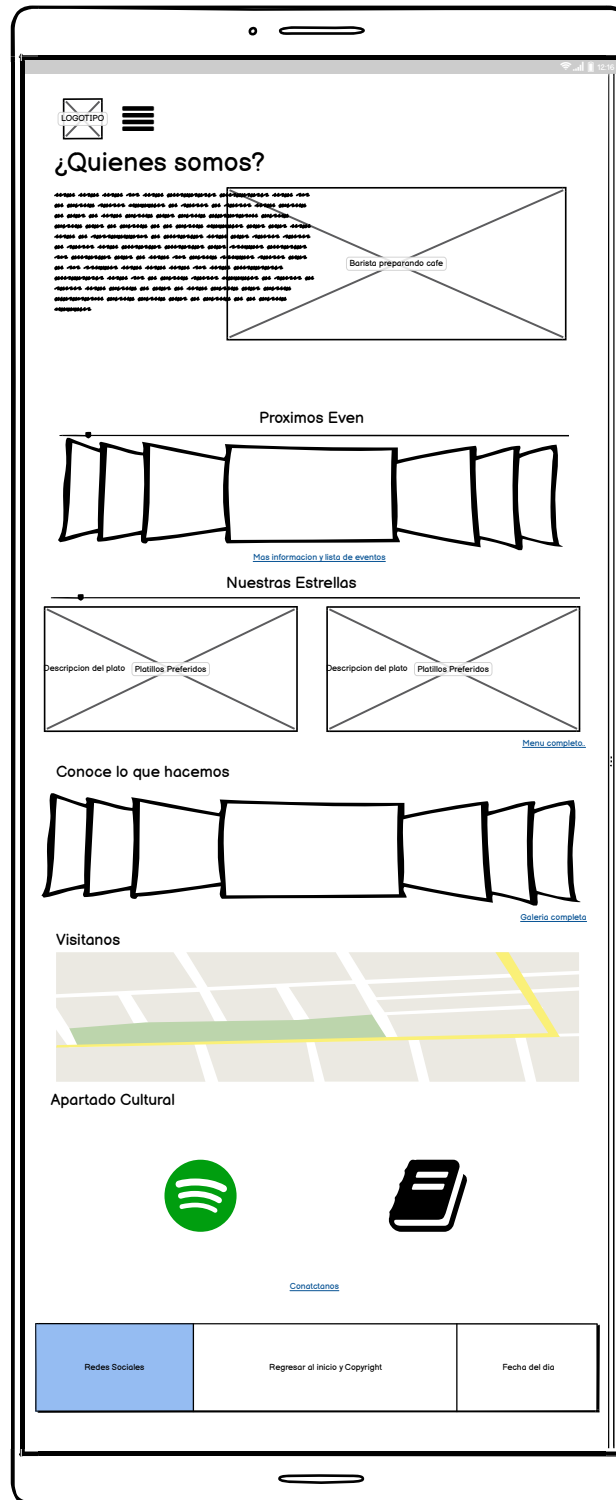 12:16
LOGOTIPO
¿Quienes somos?
Barista preparando cafe
Proximos Even
Mas informacion y lista de eventos
Nuestras Estrellas
Descripcion del plato Platillos Preferidos
Descripcion del plato Platillos Preferidos
Menu completo..
Conoce lo que hacemos
Galeria completa
Visitanos
Apartado Cultural
Conatctanos
Redes Sociales
Regresar al inicio y Copyright
Fecha del dia